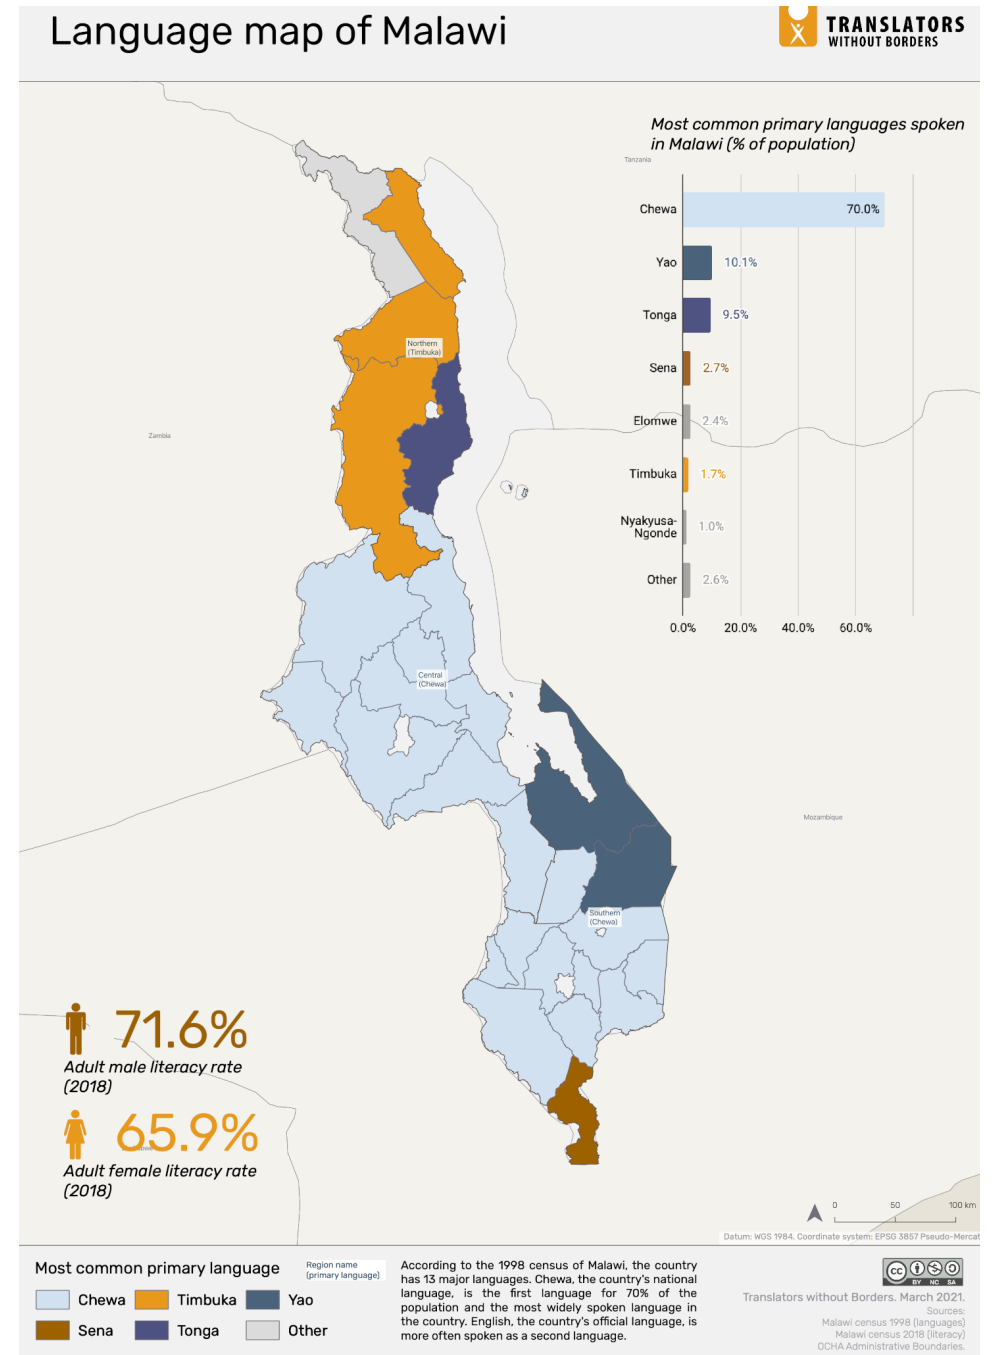 Language map of Malawi
TRANSLATORS
WITHOUT BORDERS
Most common primary languages spoken
in Malawi (% of population)
Tanzania
Chewa
70.0%
Yao
10.1%
Tonga
9.5%
Sena
2.7%
Elomwe
2.4%
Timbuka
1.7%
Nyakyusa-
Ngonde
1.0%
Other
2.6%
0.0%
20.0%
40.0%
60.0%
Northern
(Timbuka)
Zambia
Central
(Chewa)
Mozambique
Southern
(Chewa)
71.6%
Adult male literacy rate
(2018)
65.9%
Adult female literacy rate
(2018)
0 50 100 km
Datum: WGS 1984. Coordinate system: EPSG 3857 Pseudo-Mercat
Most common primary language
Region name
(primary language)
Chewa
Timbuka
Yao
Sena
Tonga
Other
According to the 1998 census of Malawi, the country
has 13 major languages. Chewa, the country's national
language, is the first language for 70% of the
population and the most widely spoken language in
the country. English, the country's official language, is
more often spoken as a second language.
cc
BY NC SA
Translators without Borders. March 2021.
Sources:
Malawi census 1998 (languages)
Malawi census 2018 (literacy)
OCHA Administrative Boundaries.